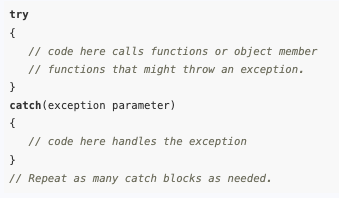 try
{
// code here calls functions or object member
// functions that might throw an exception.
}
catch(exception parameter)
{
// code here handles the exception
}
// Repeat as many catch blocks as needed.